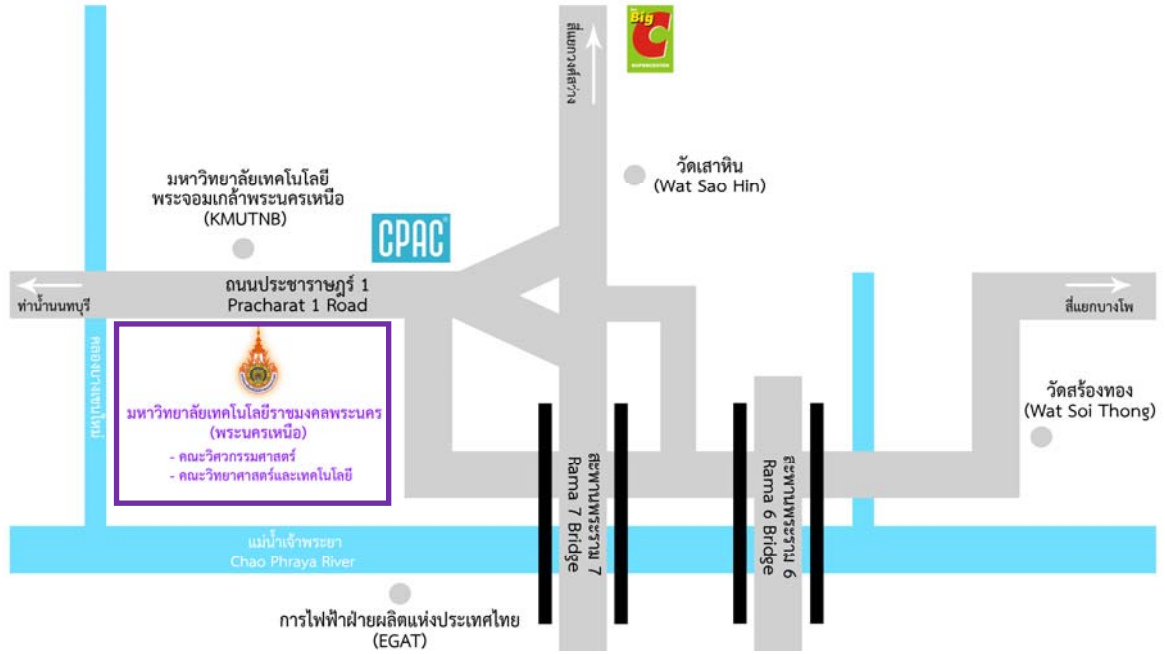 Big
C
SUPERCENTER
สี่แยกวงศ์สว่าง
วัดเสาหิน
(Wat Sao Hin)
มหาวิทยาลัยเทคโนโลยี
พระจอมเกล้าพระนครเหนือ
(KMUTNB)
CPAC
ถนนประชาราษฎร์ 1
Pracharat 1 Road
ท่าน้ำนนทบุรี
สี่แยกบางโพ
คลองบางเขนใหม่
มหาวิทยาลัยเทคโนโลยีราชมงคลพระนคร
(พระนครเหนือ)
- คณะวิศวกรรมศาสตร์
- คณะวิทยาศาสตร์และเทคโนโลยี
วัดสร้องทอง
(Wat Soi Thong)
สะพานพระราม 7
Rama 7 Bridge
สะพานพระราม 6
Rama 6 Bridge
แม่น้ำเจ้าพระยา
Chao Phraya River
การไฟฟ้าฝ่ายผลิตแห่งประเทศไทย
(EGAT)